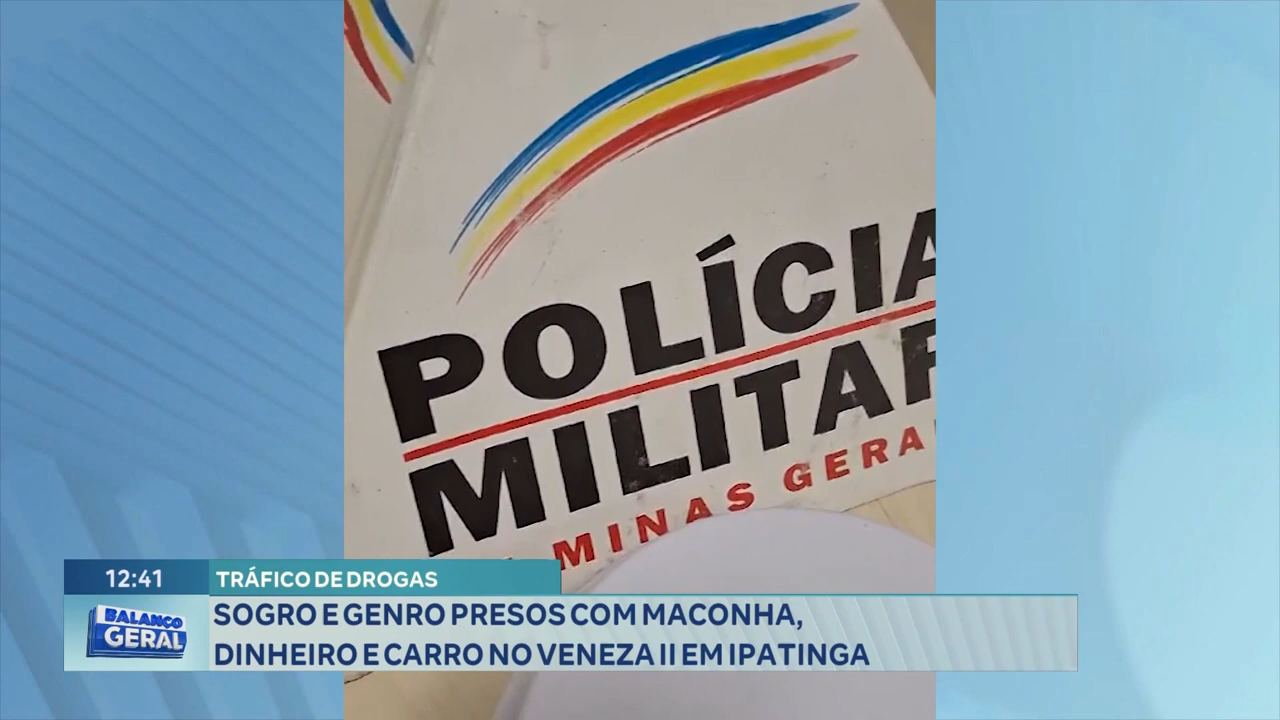 POLÍCIA
MILITAR
MINAS GERA
12:41
TRÁFICO DE DROGAS
BALANÇO
GERAL
SOGRO E GENRO PRESOS COM MACONHA,
DINHEIRO E CARRO NO VENEZA II EM IPATINGA